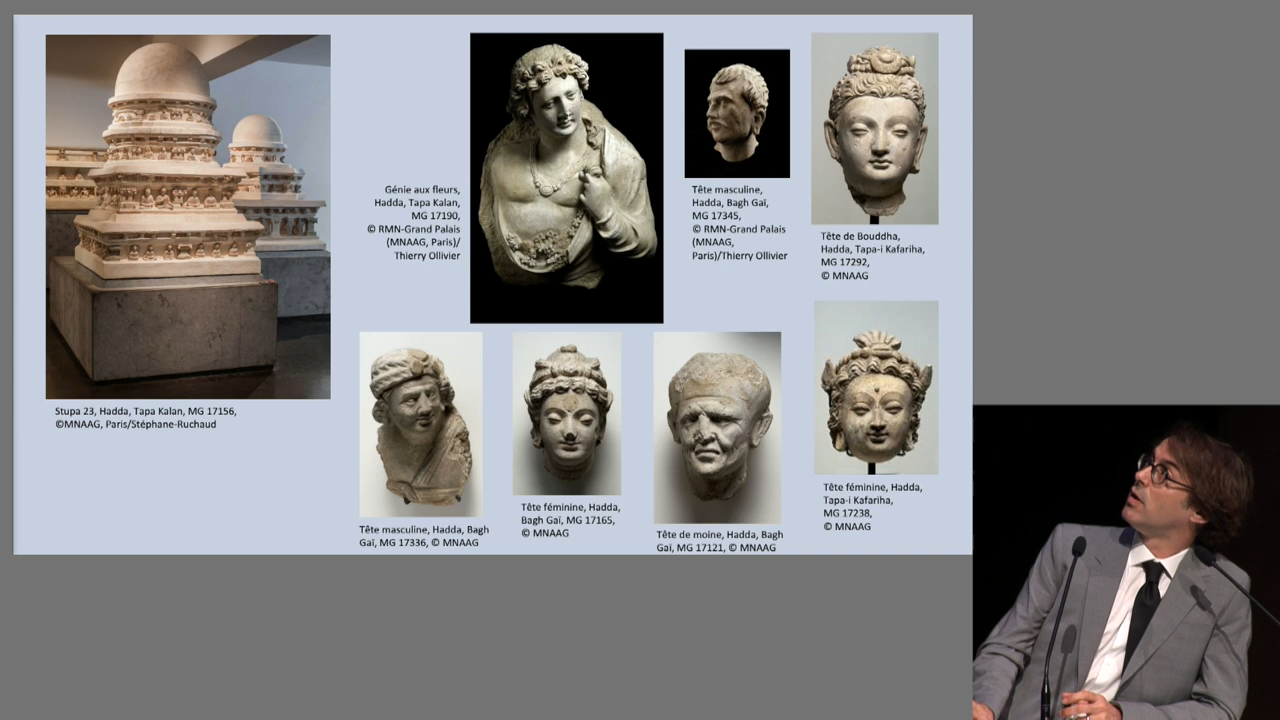 Génie aux fleurs,
Hadda, Tapa Kalan,
MG 17190,
© RMN-Grand Palais
(MNAAG, Paris)/
Thierry Ollivier
Tête masculine,
Hadda, Bagh Gaï,
MG 17345,
© RMN-Grand Palais
(MNAAG,
Paris)/Thierry Ollivier
Tête de Bouddha,
Hadda, Tapa-i Kafariha,
MG 17292,
© MNAAG
Stupa 23, Hadda, Tapa Kalan, MG 17156,
©MNAAG, Paris/Stéphane-Ruchaud
Tête masculine, Hadda, Bagh
Gaï, MG 17336, © MNAAG
Tête féminine, Hadda,
Bagh Gaï, MG 17165,
© MNAAG
Tête de moine, Hadda, Bagh
Gaï, MG 17121, © MNAAG
Tête féminine, Hadda,
Tapa-i Kafariha,
MG 17238,
© MNAAG